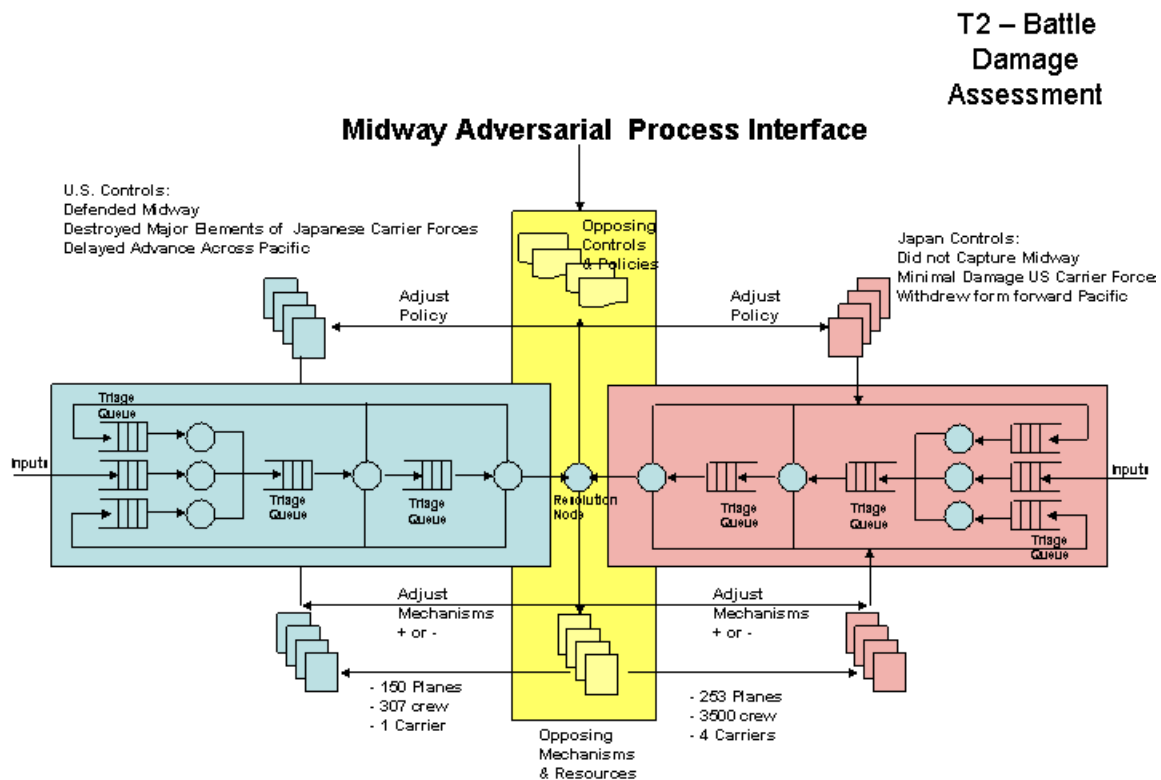 T2 – Battle
Damage
Assessment
Midway Adversarial Process Interface
U.S. Controls:
Defended Midway
Destroyed Major Elements of Japanese Carrier Forces
Delayed Advance Across Pacific
Opposing
Controls
& Policies
Japan Controls:
Did not Capture Midway
Minimal Damage US Carrier Force
Withdrew form forward Pacific
Adjust
Policy
Adjust
Policy
Triage
Queue
Inputs
Triage
Queue
Triage
Queue
Resolution
Node
Triage
Queue
Triage
Queue
Triage
Queue
Inputs
Adjust
Mechanisms
+ or -
Adjust
Mechanisms
+ or -
- 150 Planes
- 307 crew
- 1 Carrier
- 253 Planes
- 3500 crew
- 4 Carriers
Opposing
Mechanisms
& Resources